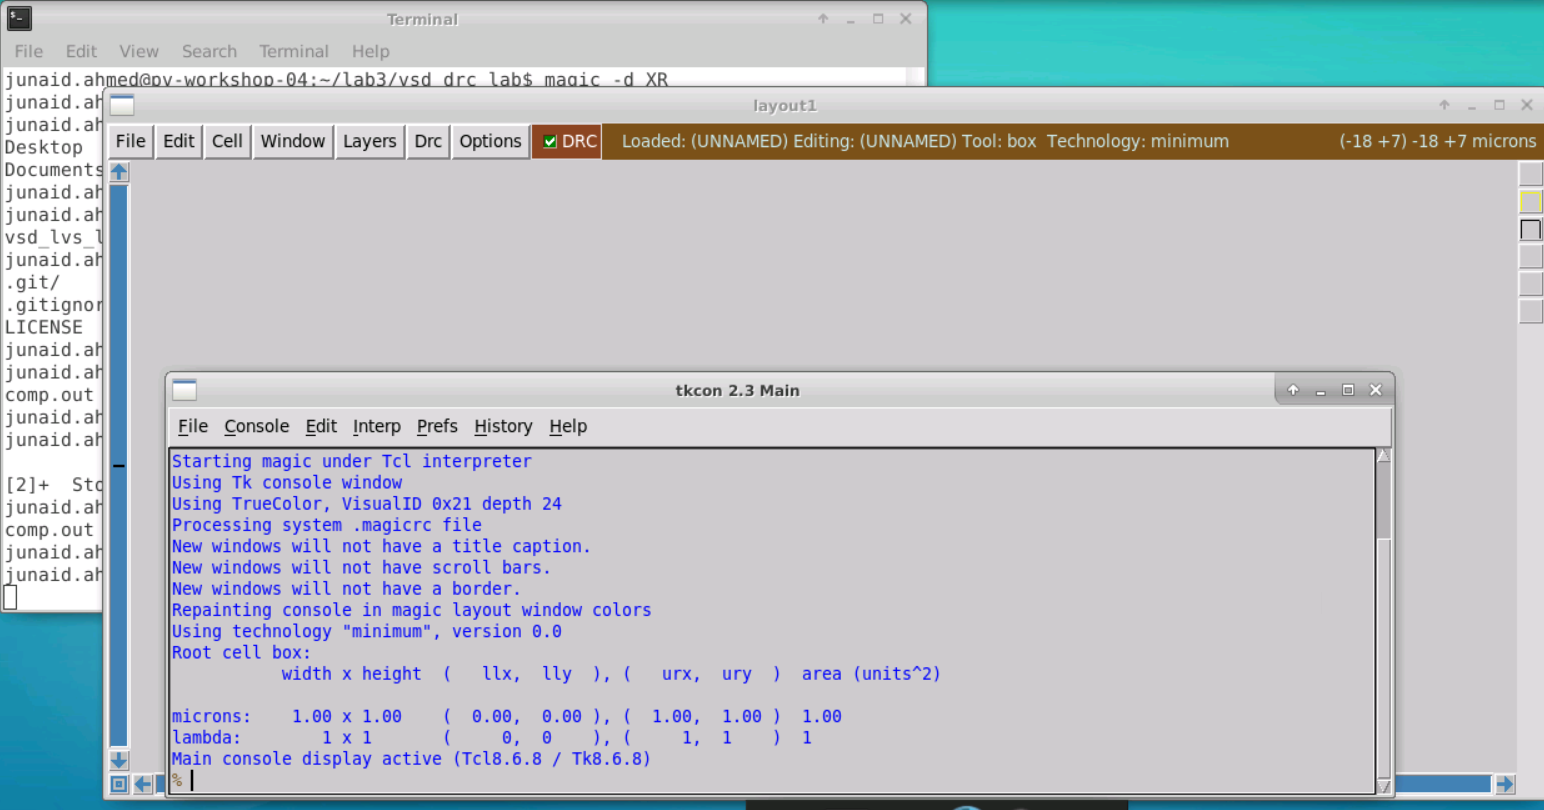 Terminal
File Edit View Search Terminal Help
junaid.ahmed@pv-workshop-04:~/lab3/vsd_drc_lab$ magic -d XR
junaid.ah
junaid.ah
Desktop
Documents
junaid.ah
junaid.ah
vsd_lvs_l
junaid.ah
.git/
.gitignor
LICENSE
junaid.ah
junaid.ah
comp.out
junaid.ah
junaid.ah
[2]+ Sto
junaid.ah
comp.out
junaid.ah
junaid.ah
layout1
File Edit Cell Window Layers Drc Options DRC Loaded: (UNNAMED) Editing: (UNNAMED) Tool: box Technology: minimum (-18 +7) -18 +7 microns
tkcon 2.3 Main
File Console Edit Interp Prefs History Help
Starting magic under Tcl interpreter
Using Tk console window
Using TrueColor, VisualID 0x21 depth 24
Processing system .magicrc file
New windows will not have a title caption.
New windows will not have scroll bars.
New windows will not have a border.
Repainting console in magic layout window colors
Using technology "minimum", version 0.0
Root cell box:
width x height ( llx, lly ), ( urx, ury ) area (units^2)
microns: 1.00 x 1.00 ( 0.00, 0.00 ), ( 1.00, 1.00 ) 1.00
lambda: 1 x 1 ( 0, 0 ), ( 1, 1 ) 1
Main console display active (Tcl8.6.8 / Tk8.6.8)
%